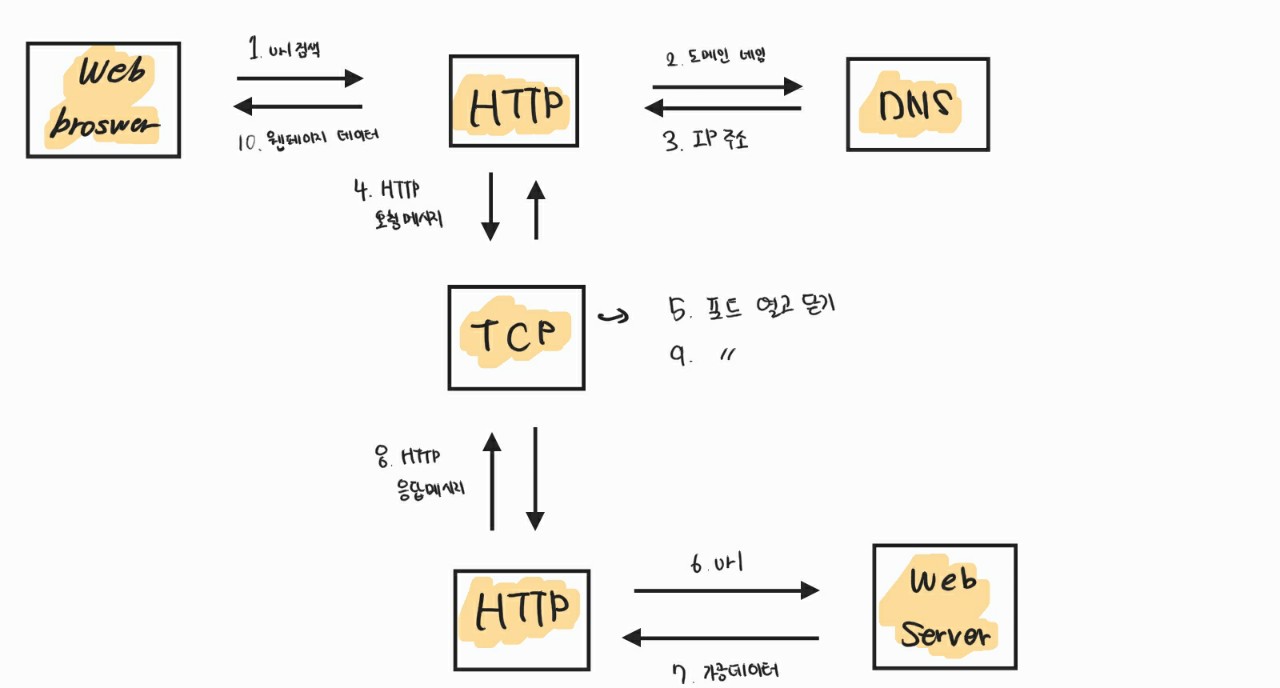 Web
broswer
1. url 검색
10. 웹페이지 데이터
HTTP
2. 도메인 네임
3. IP 주소
DNS
4. HTTP
요청메시지
TCP
5. 포트 열고 닫기
9. 〃
8. HTTP
응답메시지
HTTP
6. url
7. 가공데이터
Web
Server